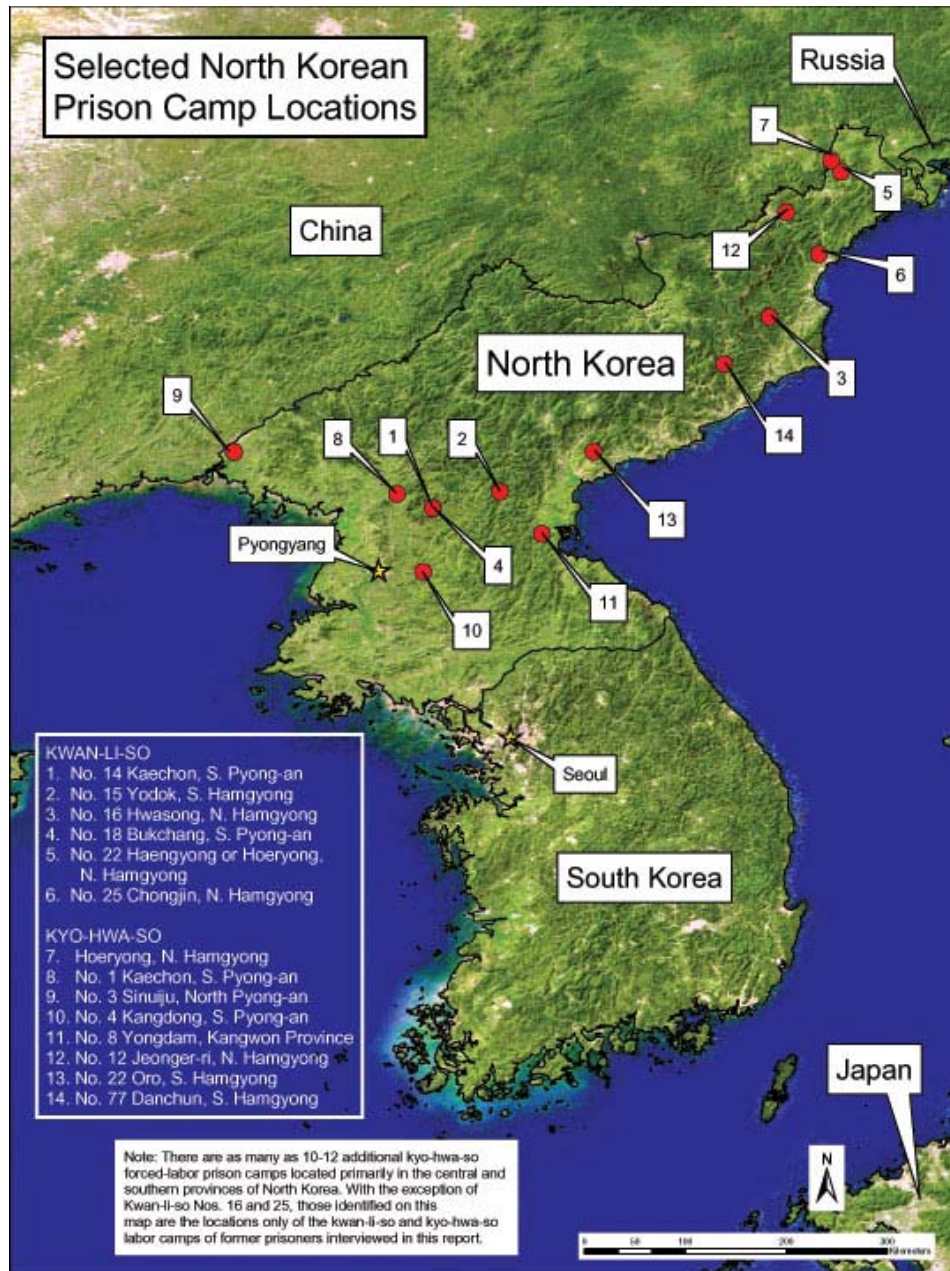 Selected North Korean
Prison Camp Locations
Russia
7
5
China
12
6
North Korea
3
9
8
1
2
14
13
Pyongyang
4
11
10
Seoul
South Korea
KWAN-LI-SO
1. No. 14 Kaechon, S. Pyong-an
2. No. 15 Yodok, S. Hamgyong
3. No. 16 Hwasong, N. Hamgyong
4. No. 18 Bukchang, S. Pyong-an
5. No. 22 Haengyong or Hoeryong,
N. Hamgyong
6. No. 25 Chongjin, N. Hamgyong
KYO-HWA-SO
7. Hoeryong, N. Hamgyong
8. No. 1 Kaechon, S. Pyong-an
9. No. 3 Sinuiju, North Pyong-an
10. No. 4 Kangdong, S. Pyong-an
11. No. 8 Yongdam, Kangwon Province
12. No. 12 Jeonger-ri, N. Hamgyong
13. No. 22 Oro, S. Hamgyong
14. No. 77 Danchun, S. Hamgyong
Japan
Note: There are as many as 10-12 additional kyo-hwa-so
forced-labor prison camps located primarily in the central and
southern provinces of North Korea. With the exception of
Kwan-li-so Nos. 16 and 25, those identified on this
map are the locations only of the kwan-li-so and kyo-hwa-so
labor camps of former prisoners interviewed in this report.
N
0 50 100 200 300
Kilometers